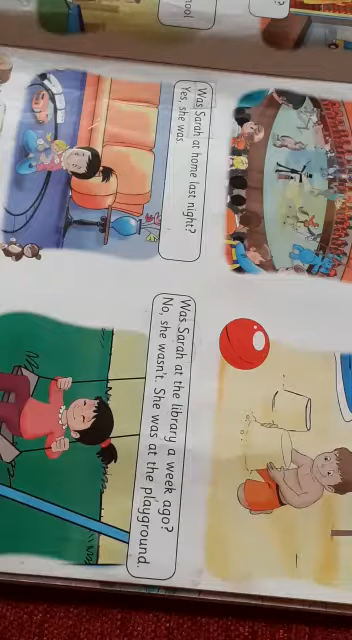 ?
hool
Was Sarah at home last night?
Yes, she was.
Was Sarah at the library a week ago?
No, she wasn't. She was at the playground.